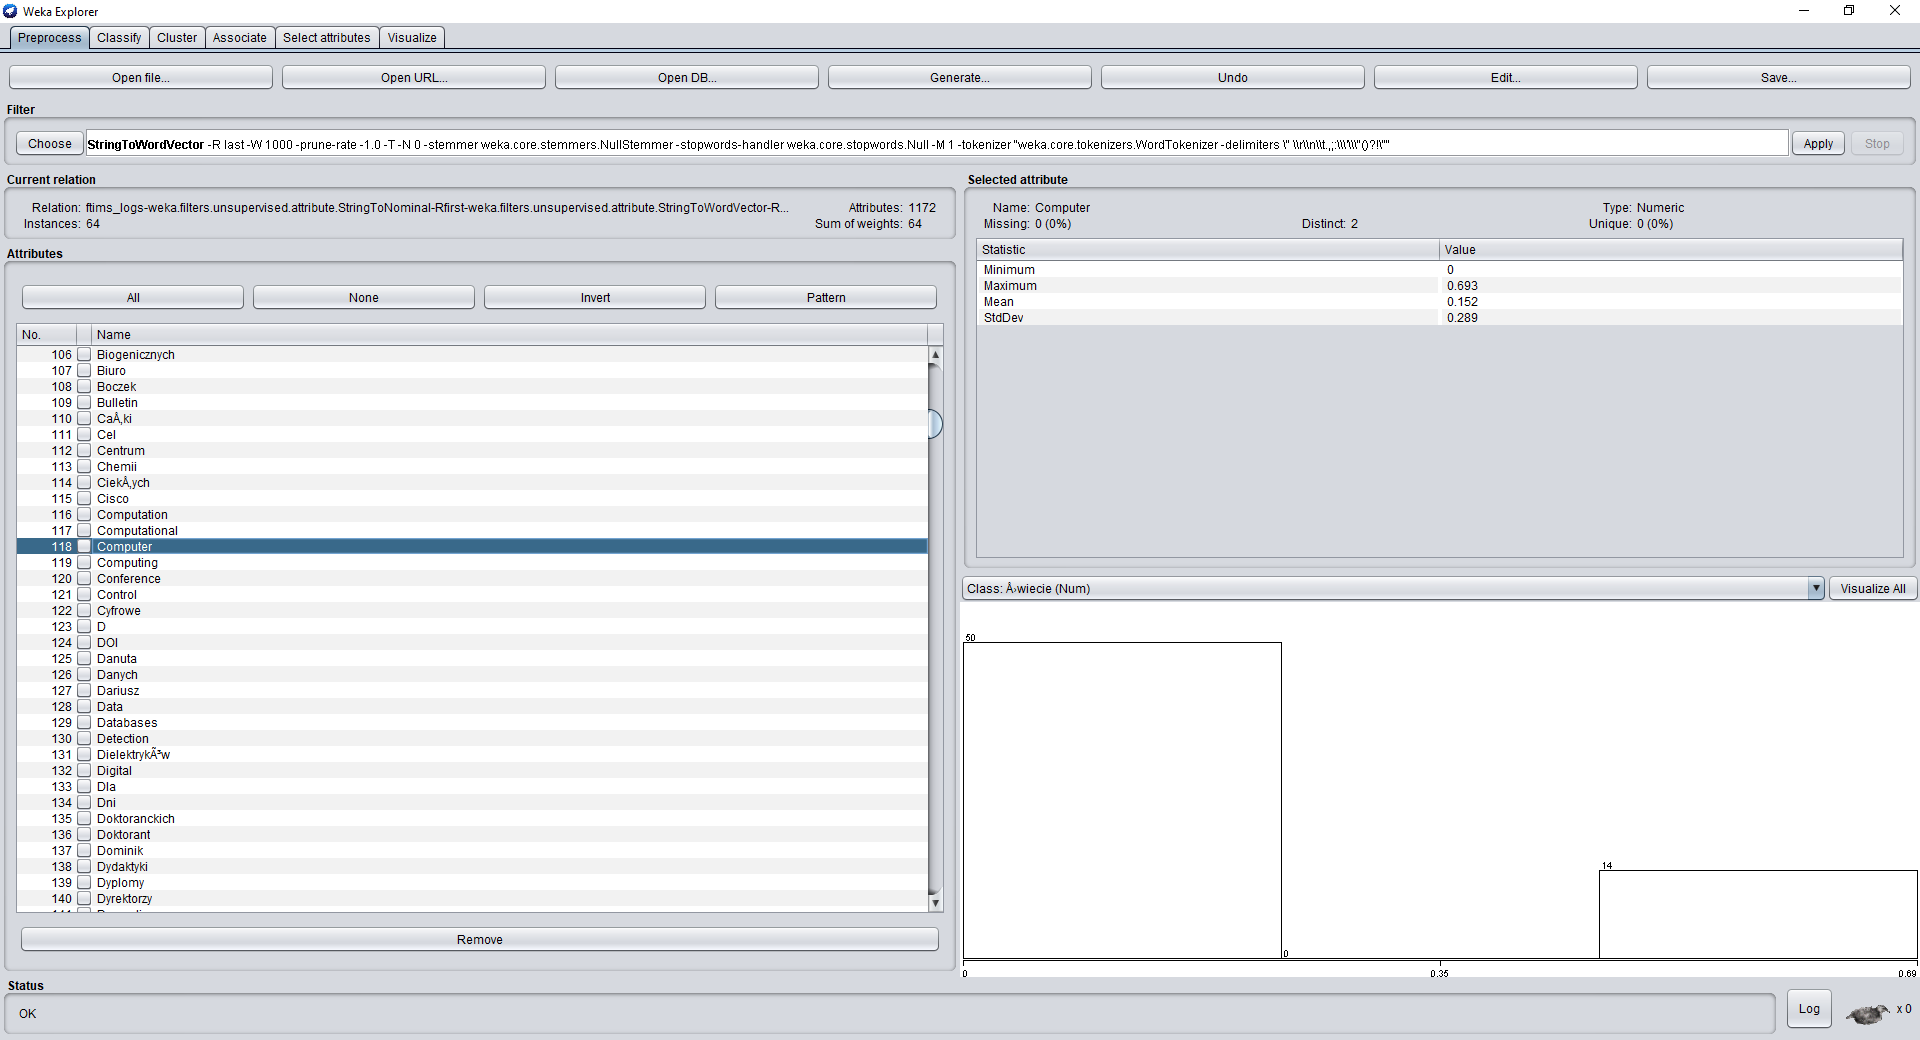 Weka Explorer
Preprocess Classify Cluster Associate Select attributes Visualize
Open file... Open URL... Open DB... Generate... Undo Edit... Save...
Filter
Choose StringToWordVector -R last -W 1000 -prune-rate -1.0 -T -N 0 -stemmer weka.core.stemmers.NullStemmer -stopwords-handler weka.core.stopwords.Null -M 1 -tokenizer "weka.core.tokenizers.WordTokenizer -delimiters \" \\r\\n\\t.,;:\\\'\\\"()?!\"" Apply Stop
Current relation
Relation: ftims_logs-weka.filters.unsupervised.attribute.StringToNominal-Rfirst-weka.filters.unsupervised.attribute.StringToWordVector-R... Attributes: 1172
Instances: 64 Sum of weights: 64
Attributes
All None Invert Pattern
No. Name
106 Biogenicznych
107 Biuro
108 Boczek
109 Bulletin
110 CaÅ‚ki
111 Cel
112 Centrum
113 Chemii
114 CiekÅ‚ych
115 Cisco
116 Computation
117 Computational
118 Computer
119 Computing
120 Conference
121 Control
122 Cyfrowe
123 D
124 DOI
125 Danuta
126 Danych
127 Dariusz
128 Data
129 Databases
130 Detection
131 DielektrykÃ³w
132 Digital
133 Dla
134 Dni
135 Doktoranckich
136 Doktorant
137 Dominik
138 Dydaktyki
139 Dyplomy
140 Dyrektorzy
Remove
Selected attribute
Name: Computer Type: Numeric
Missing: 0 (0%) Distinct: 2 Unique: 0 (0%)
Statistic Value
Minimum 0
Maximum 0.693
Mean 0.152
StdDev 0.289
Class: Å›wiecie (Num) Visualize All
50
14
0
0 0.35 0.69
Status
OK
Log x 0